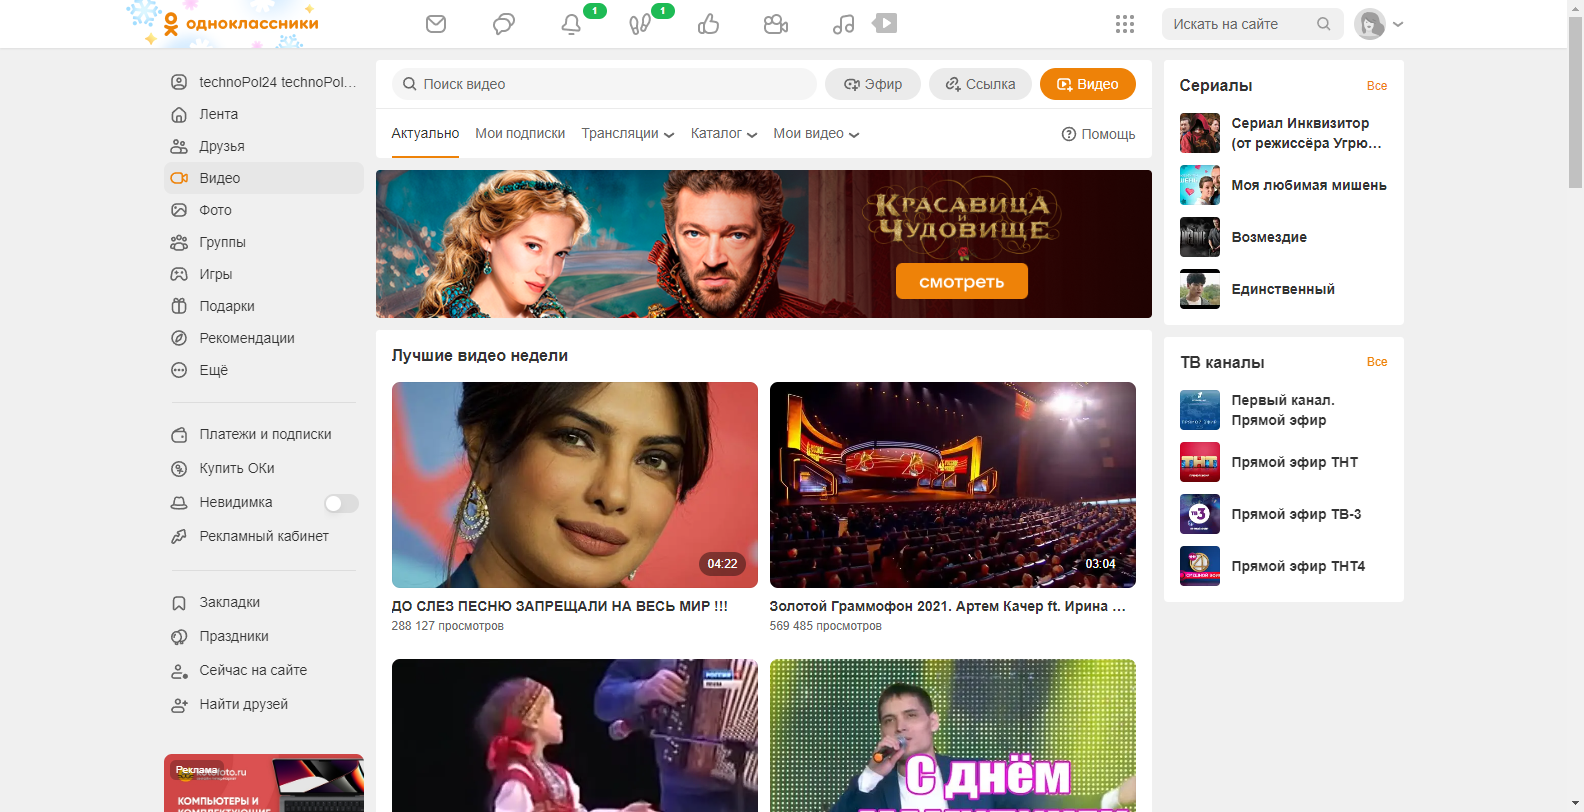 одноклассники
1
1
Искать на сайте
technoPol24 technoPol…
Лента
Друзья
Видео
Фото
Группы
Игры
Подарки
Рекомендации
Ещё
Платежи и подписки
Купить ОКи
Невидимка
Рекламный кабинет
Закладки
Праздники
Сейчас на сайте
Найти друзей
Реклама
КОМПЬЮТЕРЫ И
КОМПЛЕКТУЮЩИЕ
Поиск видео
Эфир
Ссылка
Видео
Актуально
Мои подписки
Трансляции
Каталог
Мои видео
Помощь
КРАСАВИЦА
И
ЧУДОВИЩЕ
смотреть
Лучшие видео недели
04:22
03:04
ДО СЛЕЗ ПЕСНЮ ЗАПРЕЩАЛИ НА ВЕСЬ МИР !!!
288 127 просмотров
Золотой Граммофон 2021. Артем Качер ft. Ирина …
569 485 просмотров
РОССИЯ
С ДНЁМ
Сериалы
Все
Сериал Инквизитор
(от режиссёра Угрю…
Моя любимая мишень
Возмездие
Единственный
ТВ каналы
Все
Первый канал.
Прямой эфир
ТНТ
Прямой эфир ТНТ
ТВ 3
Прямой эфир ТВ-3
Прямой эфир ТНТ4